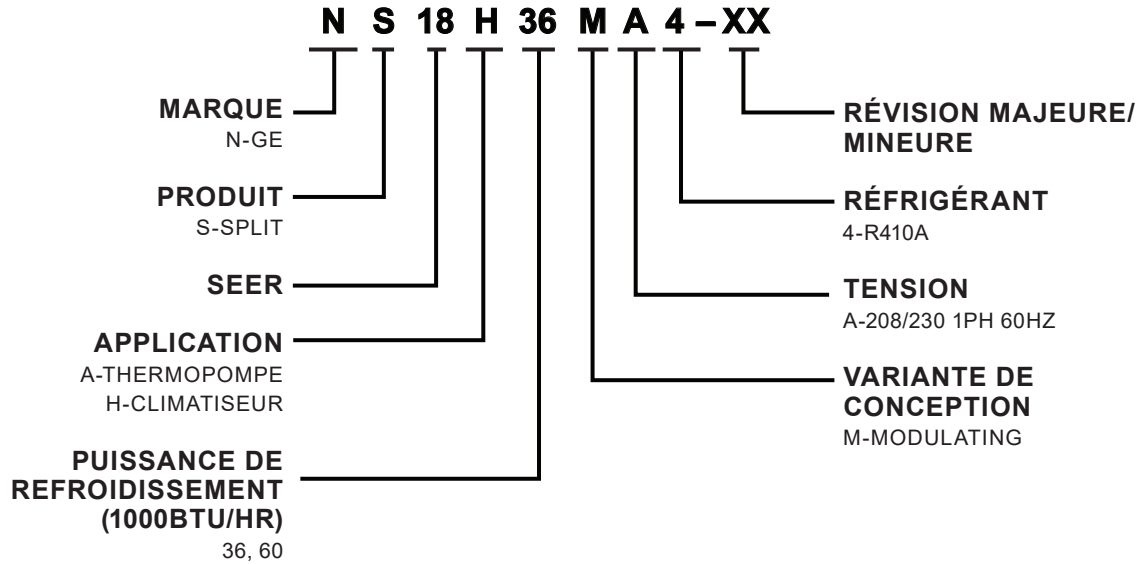 N S 18 H 36 M A 4 – XX
MARQUE
N-GE
PRODUIT
S-SPLIT
SEER
APPLICATION
A-THERMOPOMPE
H-CLIMATISEUR
PUISSANCE DE
REFROIDISSEMENT
(1000BTU/HR)
36, 60
RÉVISION MAJEURE/
MINEURE
RÉFRIGÉRANT
4-R410A
TENSION
A-208/230 1PH 60HZ
VARIANTE DE
CONCEPTION
M-MODULATING